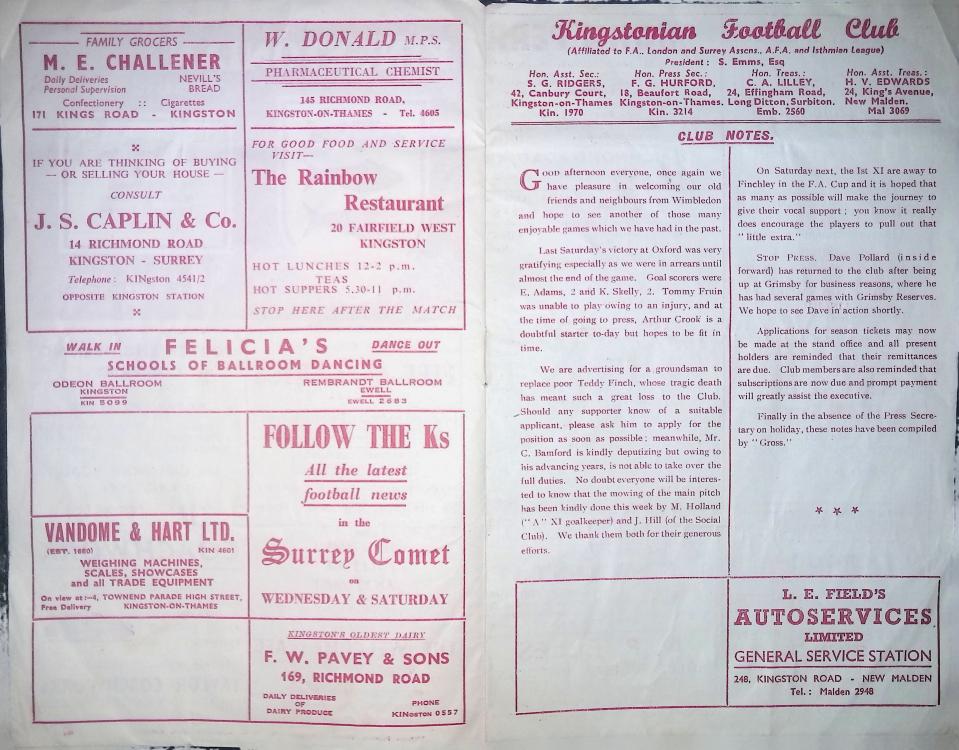 FAMILY GROCERS
M. E. CHALLENER
Daily Deliveries NEVILL'S
Personal Supervision BREAD
Confectionery :: Cigarettes
171 KINGS ROAD - KINGSTON
IF YOU ARE THINKING OF BUYING
— OR SELLING YOUR HOUSE —
CONSULT
J. S. CAPLIN & Co.
14 RICHMOND ROAD
KINGSTON - SURREY
Telephone: KINgston 4541/2
OPPOSITE KINGSTON STATION
W. DONALD M.P.S.
PHARMACEUTICAL CHEMIST
145 RICHMOND ROAD,
KINGSTON-ON-THAMES - Tel. 4605
FOR GOOD FOOD AND SERVICE
VISIT—
The Rainbow
Restaurant
20 FAIRFIELD WEST
KINGSTON
HOT LUNCHES 12-2 p.m.
TEAS
HOT SUPPERS 5.30-11 p.m.
STOP HERE AFTER THE MATCH
WALK IN FELICIA'S DANCE OUT
SCHOOLS OF BALLROOM DANCING
ODEON BALLROOM
KINGSTON
KIN 5099
REMBRANDT BALLROOM
EWELL
EWELL 2683
FOLLOW THE Ks
All the latest
football news
in the
Surrey Comet
on
WEDNESDAY & SATURDAY
VANDOME & HART LTD.
(EST. 1660) KIN 4601
WEIGHING MACHINES,
SCALES, SHOWCASES
and all TRADE EQUIPMENT
On view at:—4, TOWNEND PARADE HIGH STREET,
Free Delivery KINGSTON-ON-THAMES
KINGSTON'S OLDEST DAIRY
F. W. PAVEY & SONS
169, RICHMOND ROAD
DAILY DELIVERIES
OF
DAIRY PRODUCE
PHONE
KINGSTON 0557
Kingstonian Football Club
(Affiliated to F.A., London and Surrey Asscns., A.F.A. and Isthmian League)
President: S. Emms, Esq
Hon. Asst. Sec.:
S. G. RIDGERS,
42, Canbury Court,
Kingston-on-Thames
Kin. 1970
Hon. Press Sec.:
F. G. HURFORD,
18, Beaufort Road,
Kingston-on-Thames.
Kin. 3214
Hon. Treas.:
C. A. LILLEY,
24, Effingham Road,
Long Ditton, Surbiton.
Emb. 2560
Hon. Asst. Treas.:
H. V. EDWARDS
24, King's Avenue,
New Malden.
Mal 3069
CLUB NOTES.
GOOD afternoon everyone, once again we
have pleasure in welcoming our old
friends and neighbours from Wimbledon
and hope to see another of those many
enjoyable games which we have had in the past.
Last Saturday's victory at Oxford was very
gratifying especially as we were in arrears until
almost the end of the game. Goal scorers were
E. Adams, 2 and K. Skelly, 2. Tommy Fruin
was unable to play owing to an injury, and at
the time of going to press, Arthur Crook is a
doubtful starter to-day but hopes to be fit in
time.
We are advertising for a groundsman to
replace poor Teddy Finch, whose tragic death
has meant such a great loss to the Club.
Should any supporter know of a suitable
applicant, please ask him to apply for the
position as soon as possible; meanwhile, Mr.
C. Bamford is kindly deputizing but owing to
his advancing years, is not able to take over the
full duties. No doubt everyone will be interes-
ted to know that the mowing of the main pitch
has been kindly done this week by M. Holland
("A" XI goalkeeper) and J. Hill (of the Social
Club). We thank them both for their generous
efforts.
On Saturday next, the 1st XI are away to
Finchley in the F.A. Cup and it is hoped that
as many as possible will make the journey to
give their vocal support; you know it really
does encourage the players to pull out that
"little extra."
STOP PRESS. Dave Pollard (inside
forward) has returned to the club after being
up at Grimsby for business reasons, where he
has had several games with Grimsby Reserves.
We hope to see Dave in action shortly.
Applications for season tickets may now
be made at the stand office and all present
holders are reminded that their remittances
are due. Club members are also reminded that
subscriptions are now due and prompt payment
will greatly assist the executive.
Finally in the absence of the Press Secre-
tary on holiday, these notes have been compiled
by "Gross."
* * *
L. E. FIELD'S
AUTOSERVICES
LIMITED
GENERAL SERVICE STATION
248, KINGSTON ROAD - NEW MALDEN
Tel.: Malden 2948